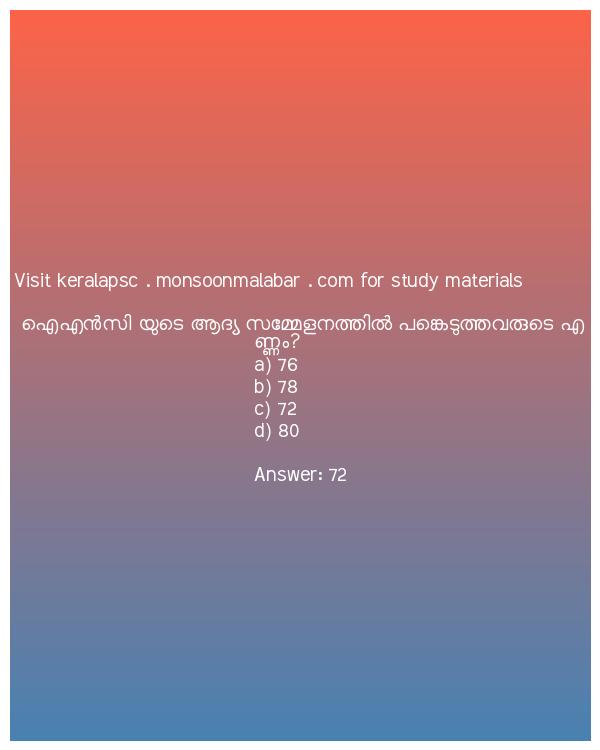 Visit keralapsc . monsoonmalabar . com for study materials
ഐഎൻസി യുടെ ആദ്യ സമ്മേളനത്തിൽ പങ്കെടുത്തവരുടെ എ
ണ്ണം?
a) 76
b) 78
c) 72
d) 80
Answer: 72